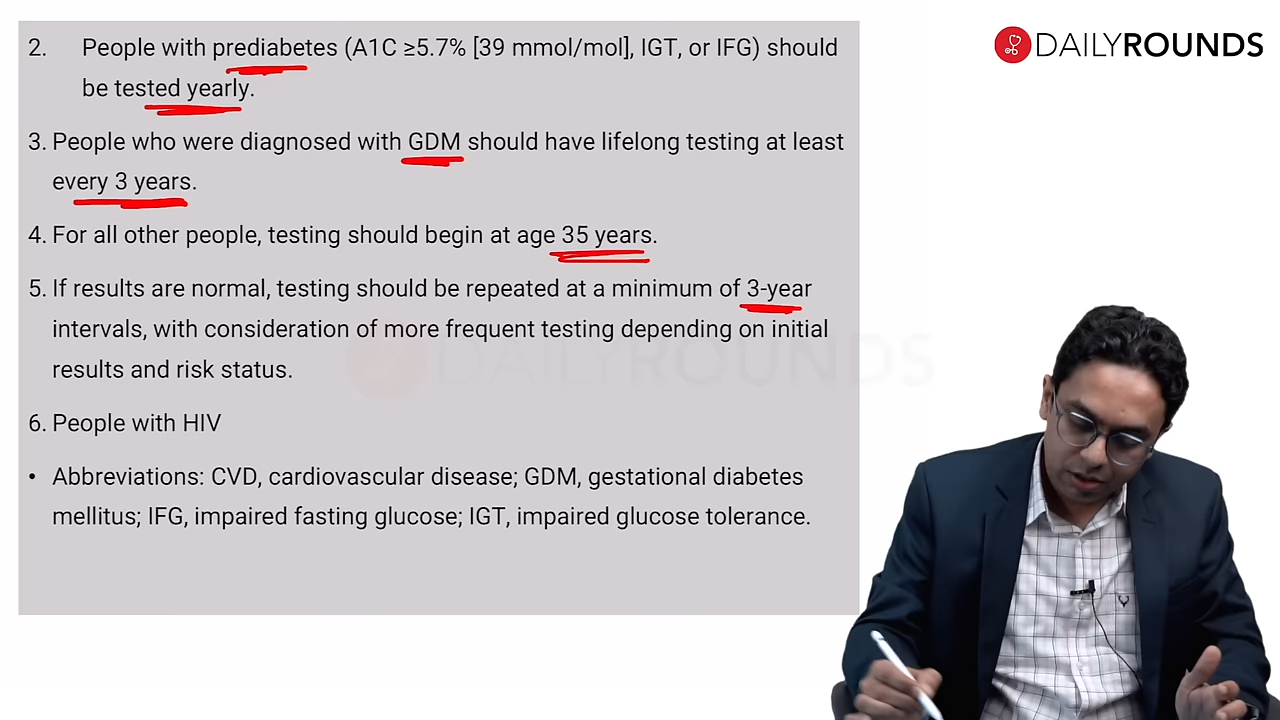 DAILYROUNDS
2. People with prediabetes (A1C ≥5.7% [39 mmol/mol], IGT, or IFG) should
be tested yearly.
3. People who were diagnosed with GDM should have lifelong testing at least
every 3 years.
4. For all other people, testing should begin at age 35 years.
5. If results are normal, testing should be repeated at a minimum of 3-year
intervals, with consideration of more frequent testing depending on initial
results and risk status.
DAILYROUNDS
6. People with HIV
• Abbreviations: CVD, cardiovascular disease; GDM, gestational diabetes
mellitus; IFG, impaired fasting glucose; IGT, impaired glucose tolerance.